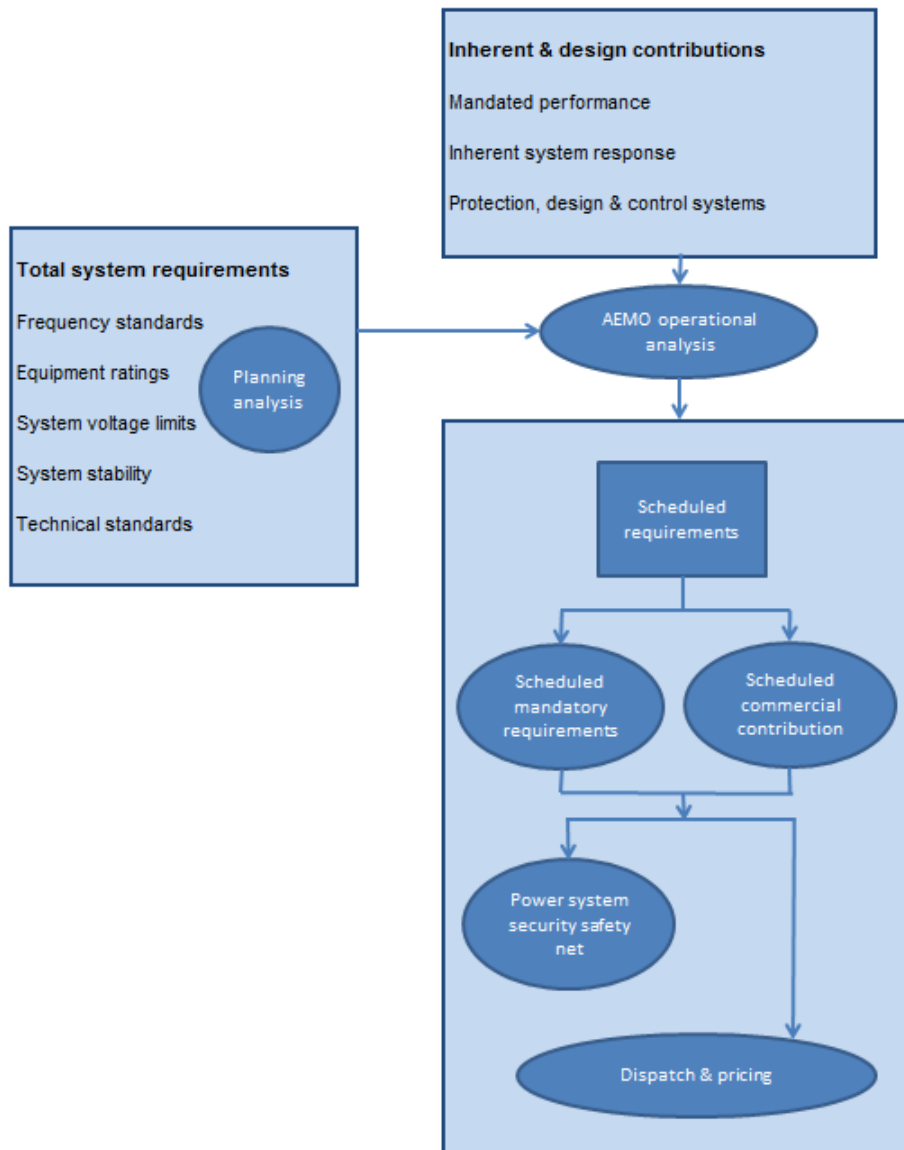 Inherent & design contributions
Mandated performance
Inherent system response
Protection, design & control systems
Total system requirements
Frequency standards
Equipment ratings
System voltage limits
System stability
Technical standards
Planning
analysis
AEMO operational
analysis
Scheduled
requirements
Scheduled
mandatory
requirements
Scheduled
commercial
contribution
Power system
security safety
net
Dispatch & pricing